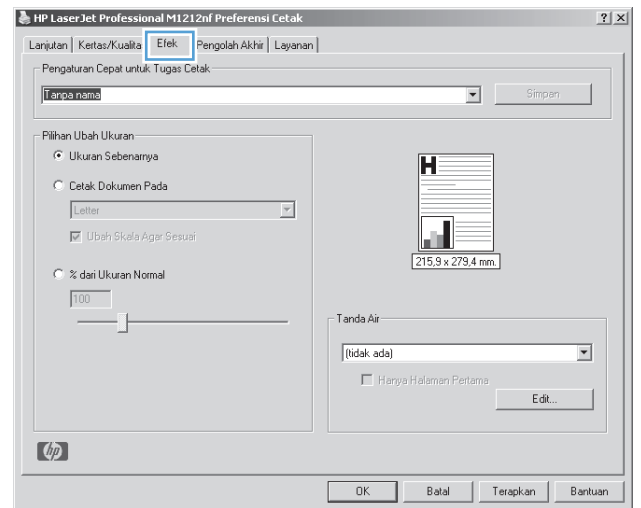 HP LaserJet Professional M1212nf Preferensi Cetak
Lanjutan Kertas/Kualita Efek Pengolah Akhir Layanan
Pengaturan Cepat untuk Tugas Cetak
Tanpa nama Simpan
Pilihan Ubah Ukuran
Ukuran Sebenarnya
Cetak Dokumen Pada
Letter
Ubah Skala Agar Sesuai
% dari Ukuran Normal
100
H
215,9 x 279,4 mm.
Tanda Air
(tidak ada)
Hanya Halaman Pertama
Edit...
hp
OK Batal Terapkan Bantuan